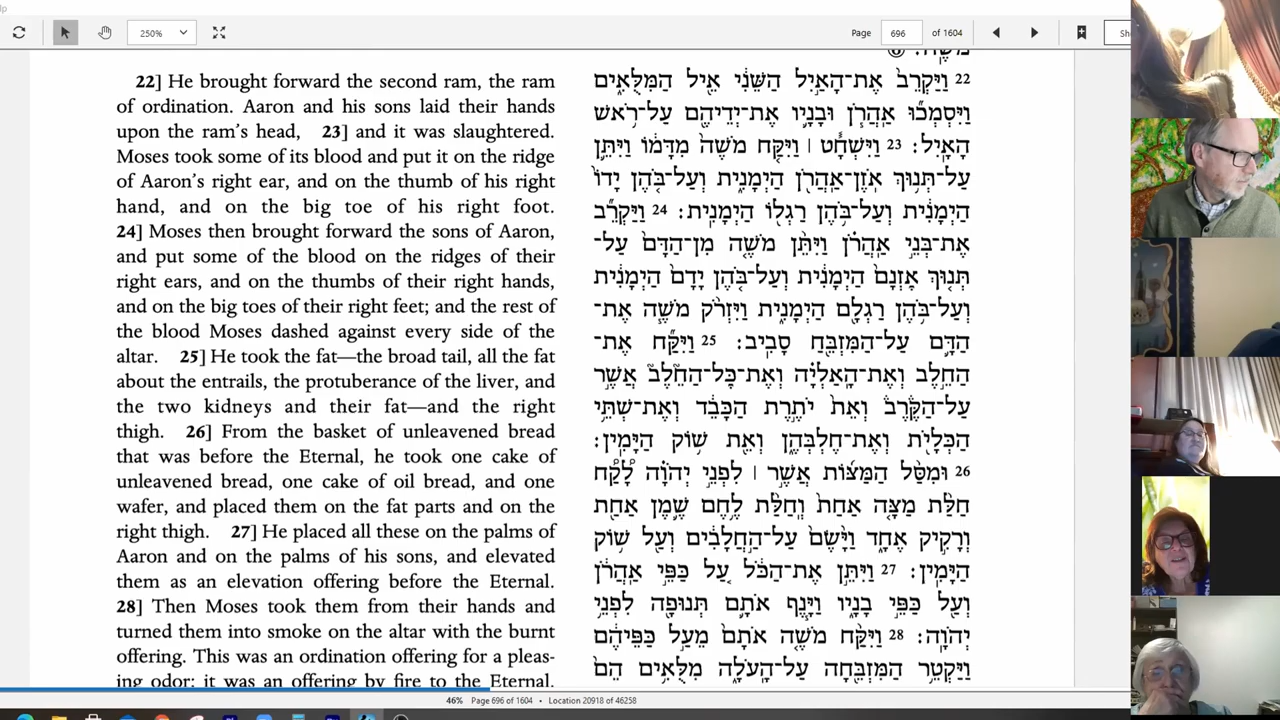 250%
Page 696 of 1604
22] He brought forward the second ram, the ram
of ordination. Aaron and his sons laid their hands
upon the ram's head, 23] and it was slaughtered.
Moses took some of its blood and put it on the ridge
of Aaron's right ear, and on the thumb of his right
hand, and on the big toe of his right foot.
24] Moses then brought forward the sons of Aaron,
and put some of the blood on the ridges of their
right ears, and on the thumbs of their right hands,
and on the big toes of their right feet; and the rest of
the blood Moses dashed against every side of the
altar. 25] He took the fat—the broad tail, all the fat
about the entrails, the protuberance of the liver, and
the two kidneys and their fat—and the right
thigh. 26] From the basket of unleavened bread
that was before the Eternal, he took one cake of
unleavened bread, one cake of oil bread, and one
wafer, and placed them on the fat parts and on the
right thigh. 27] He placed all these on the palms of
Aaron and on the palms of his sons, and elevated
them as an elevation offering before the Eternal.
28] Then Moses took them from their hands and
turned them into smoke on the altar with the burnt
offering. This was an ordination offering for a pleas-
ing odor; it was an offering by fire to the Eternal.
22 וַיַּקְרֵב֙ אֶת־הָאַ֣יִל הַשֵּׁנִ֔י אֵ֖יל הַמִּלֻּאִ֑ים
וַֽיִּסְמְכ֞וּ אַהֲרֹ֧ן וּבָנָ֛יו אֶת־יְדֵיהֶ֖ם עַל־רֹ֥אשׁ
הָאָֽיִל׃ 23 וַיִּשְׁחָ֓ט ׀ וַיִּקַּ֤ח מֹשֶׁה֙ מִדָּמ֔וֹ וַיִּתֵּ֛ן
עַל־תְּנ֥וּךְ אֹֽזֶן־אַהֲרֹ֖ן הַיְמָנִ֑ית וְעַל־בֹּ֤הֶן יָדוֹ֙
הַיְמָנִ֔ית וְעַל־בֹּ֥הֶן רַגְל֖וֹ הַיְמָנִֽית׃ 24 וַיַּקְרֵ֞ב
אֶת־בְּנֵ֣י אַהֲרֹ֗ן וַיִּתֵּ֨ן מֹשֶׁ֤ה מִן־הַדָּם֙ עַל־
תְּנ֤וּךְ אׇזְנָם֙ הַיְמָנִ֔ית וְעַל־בֹּ֤הֶן יָדָם֙ הַיְמָנִ֔ית
וְעַל־בֹּ֥הֶן רַגְלָ֖ם הַיְמָנִ֑ית וַיִּזְרֹ֨ק מֹשֶׁ֧ה אֶת־
הַדָּ֛ם עַל־הַמִּזְבֵּ֖חַ סָבִֽיב׃ 25 וַיִּקַּ֞ח אֶת־
הַחֵ֣לֶב וְאֶת־הָֽאַלְיָ֗ה וְאֶֽת־כׇּל־הַחֵ֘לֶב֮ אֲשֶׁ֣ר
עַל־הַקֶּ֒רֶב֒ וְאֵת֙ יֹתֶ֣רֶת הַכָּבֵ֔ד וְאֶת־שְׁתֵּ֥י
הַכְּלָיֹ֖ת וְאֶֽת־חֶלְבְּהֶ֑ן וְאֵ֖ת שׁ֥וֹק הַיָּמִֽין׃
26 וּמִסַּ֨ל הַמַּצּ֜וֹת אֲשֶׁ֣ר ׀ לִפְנֵ֣י יְהֹוָ֗ה לָ֠קַ֠ח
חַלַּ֨ת מַצָּ֤ה אַחַת֙ וְֽחַלַּ֨ת לֶ֥חֶם שֶׁ֛מֶן אַחַ֖ת
וְרָקִ֣יק אֶחָ֑ד וַיָּ֙שֶׂם֙ עַל־הַ֣חֲלָבִ֔ים וְעַ֖ל שׁ֥וֹק
הַיָּמִֽין׃ 27 וַיִּתֵּ֣ן אֶת־הַכֹּ֔ל עַ֚ל כַּפֵּ֣י אַהֲרֹ֔ן
וְעַ֖ל כַּפֵּ֣י בָנָ֑יו וַיָּ֧נֶף אֹתָ֛ם תְּנוּפָ֖ה לִפְנֵ֥י
יְהֹוָֽה׃ 28 וַיִּקַּ֨ח מֹשֶׁ֤ה אֹתָם֙ מֵעַ֣ל כַּפֵּיהֶ֔ם
וַיַּקְטֵ֥ר הַמִּזְבֵּ֖חָה עַל־הָעֹלָ֑ה מִלֻּאִ֥ים הֵם֙
46% Page 696 of 1604 • Location 20918 of 46258